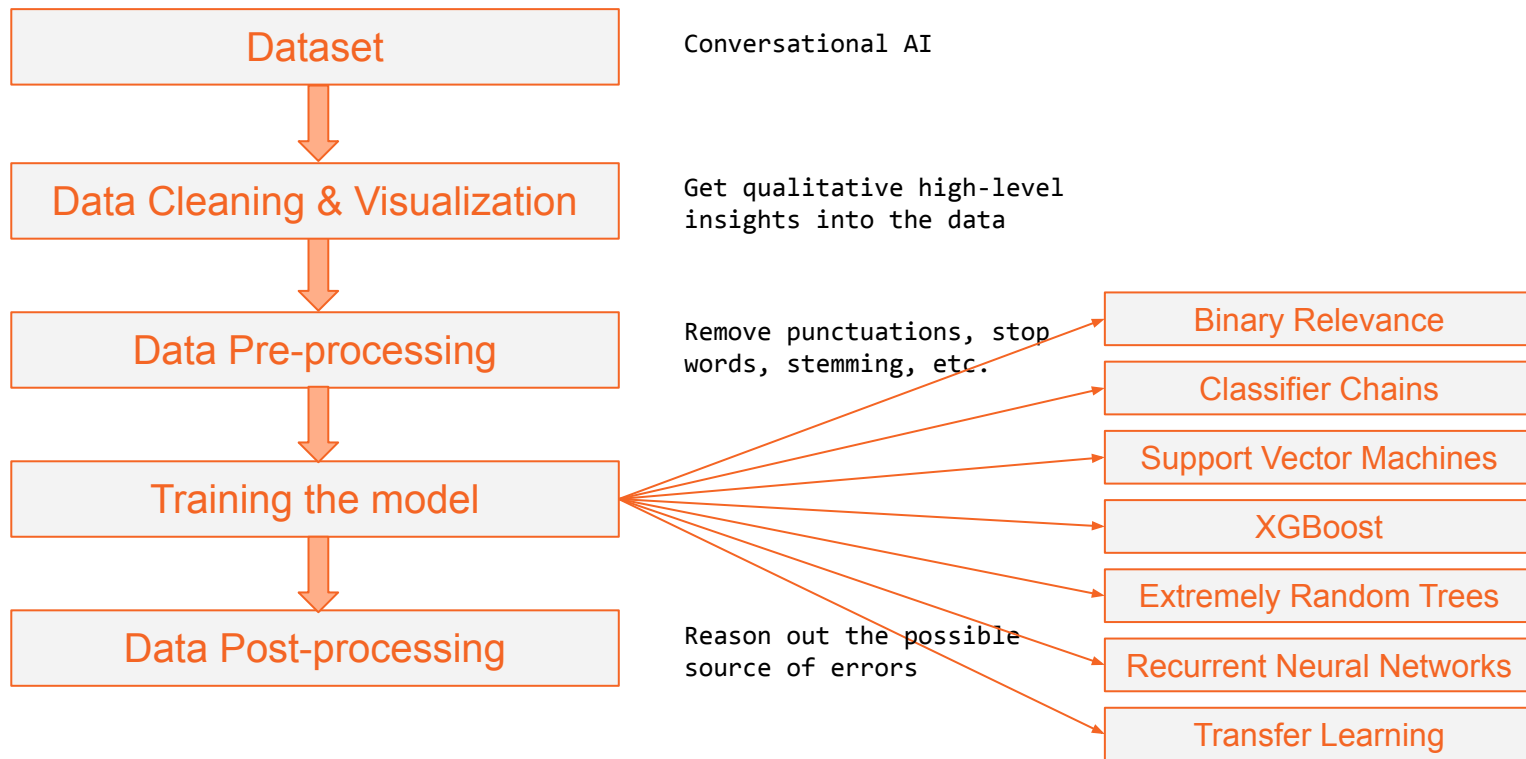 Dataset
Conversational AI
Data Cleaning & Visualization
Get qualitative high-level
insights into the data
Data Pre-processing
Remove punctuations, stop
words, stemming, etc.
Training the model
Data Post-processing
Reason out the possible
source of errors
Binary Relevance
Classifier Chains
Support Vector Machines
XGBoost
Extremely Random Trees
Recurrent Neural Networks
Transfer Learning